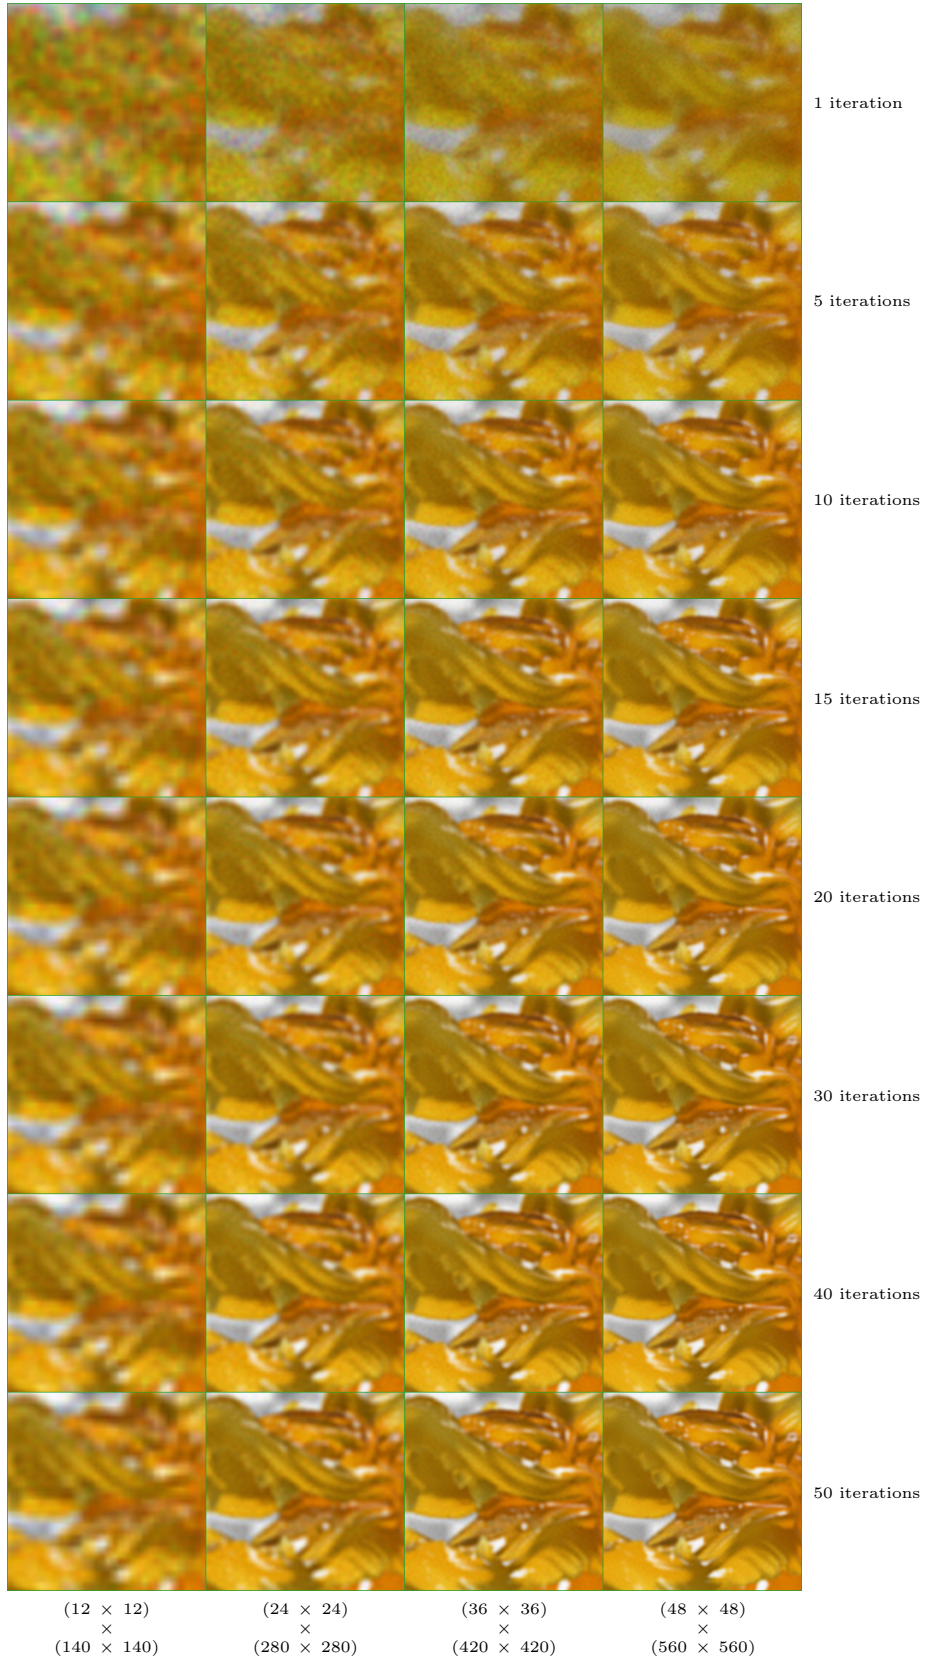 1 iteration
5 iterations
10 iterations
15 iterations
20 iterations
30 iterations
40 iterations
50 iterations
(12 × 12) (24 × 24) (36 × 36) (48 × 48)
× × × ×
(140 × 140) (280 × 280) (420 × 420) (560 × 560)